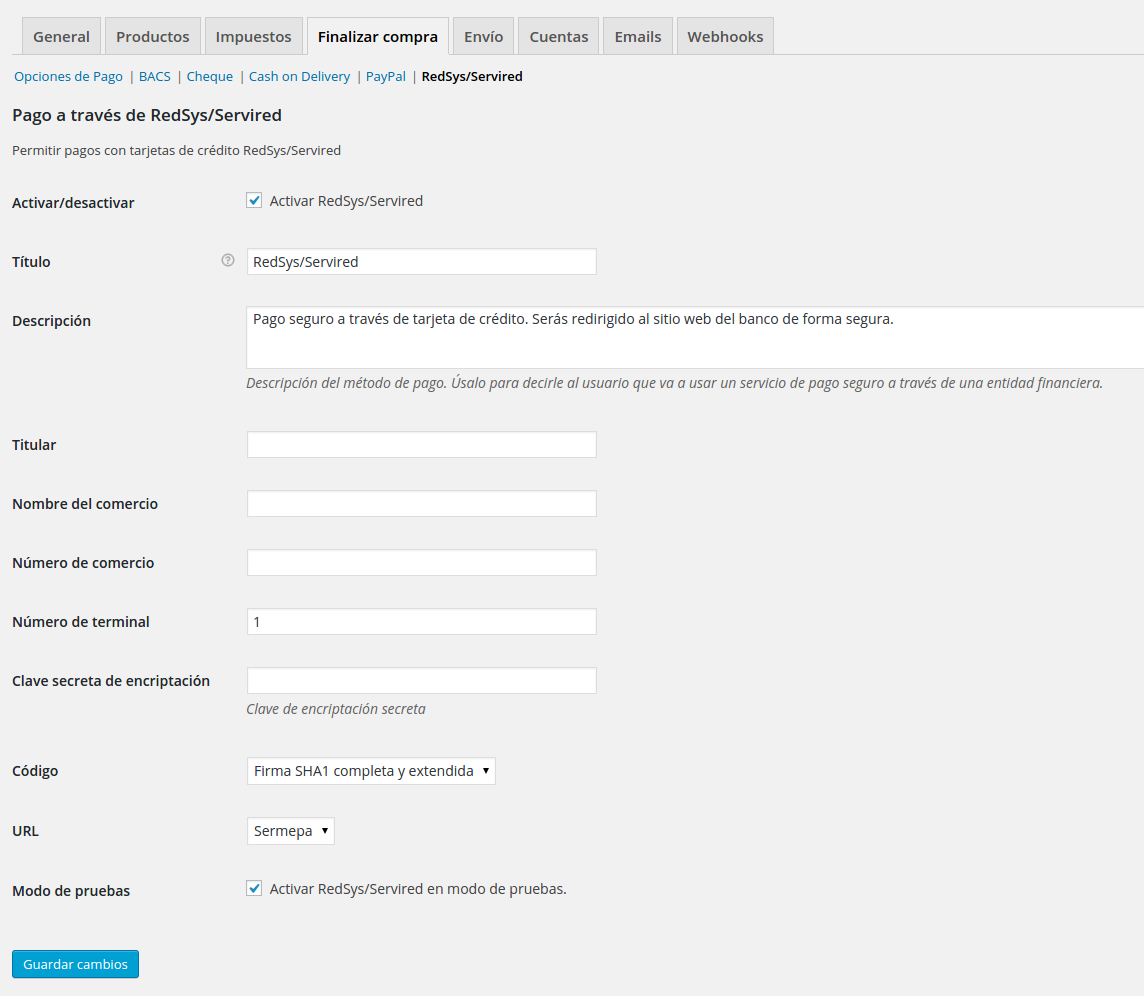 General Productos Impuestos Finalizar compra Envío Cuentas Emails Webhooks
Opciones de Pago | BACS | Cheque | Cash on Delivery | PayPal | RedSys/Servired
Pago a través de RedSys/Servired
Permitir pagos con tarjetas de crédito RedSys/Servired
Activar/desactivar Activar RedSys/Servired
Título ? RedSys/Servired
Descripción Pago seguro a través de tarjeta de crédito. Serás redirigido al sitio web del banco de forma segura.
Descripción del método de pago. Úsalo para decirle al usuario que va a usar un servicio de pago seguro a través de una entidad financiera.
Titular
Nombre del comercio
Número de comercio
Número de terminal 1
Clave secreta de encriptación
Clave de encriptación secreta
Código Firma SHA1 completa y extendida
URL Sermepa
Modo de pruebas Activar RedSys/Servired en modo de pruebas.
Guardar cambios